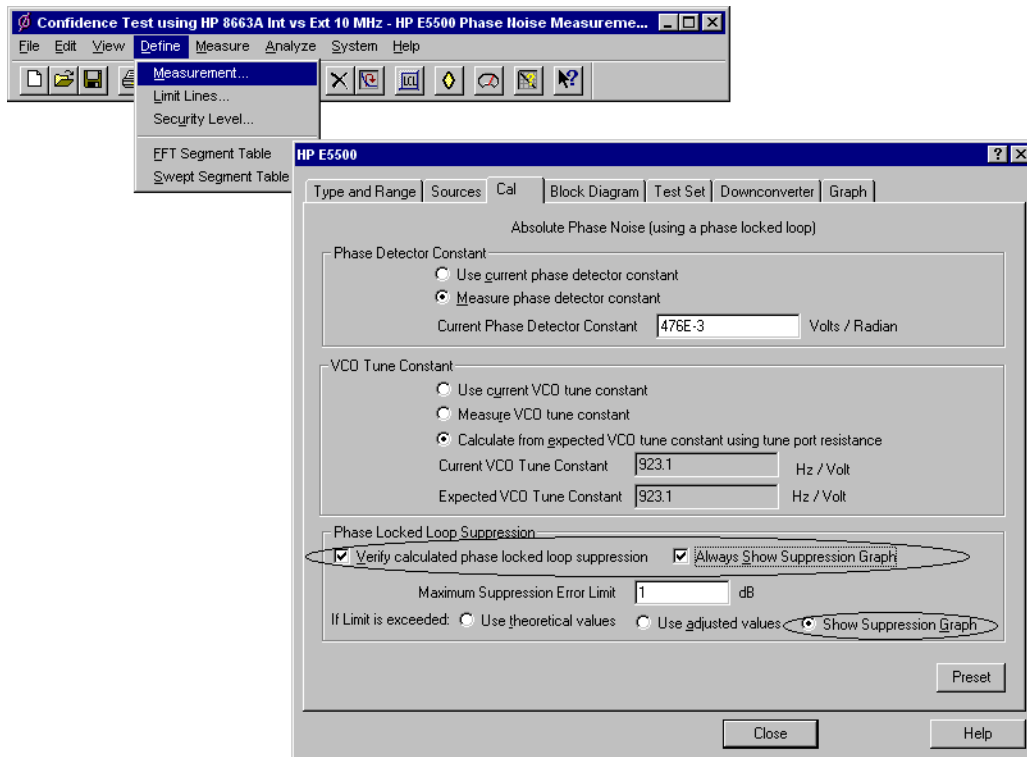 Confidence Test using HP 8663A Int vs Ext 10 MHz - HP E5500 Phase Noise Measureme...
File Edit View Define Measure Analyze System Help
Measurement...
Limit Lines...
Security Level...
FFT Segment Table
Swept Segment Table
LCL
HP E5500
Type and Range Sources Cal Block Diagram Test Set Downconverter Graph
Absolute Phase Noise (using a phase locked loop)
Phase Detector Constant
Use current phase detector constant
Measure phase detector constant
Current Phase Detector Constant 476E-3 Volts / Radian
VCO Tune Constant
Use current VCO tune constant
Measure VCO tune constant
Calculate from expected VCO tune constant using tune port resistance
Current VCO Tune Constant 923.1 Hz / Volt
Expected VCO Tune Constant 923.1 Hz / Volt
Phase Locked Loop Suppression
Verify calculated phase locked loop suppression Always Show Suppression Graph
Maximum Suppression Error Limit 1 dB
If Limit is exceeded: Use theoretical values Use adjusted values Show Suppression Graph
Preset
Close Help